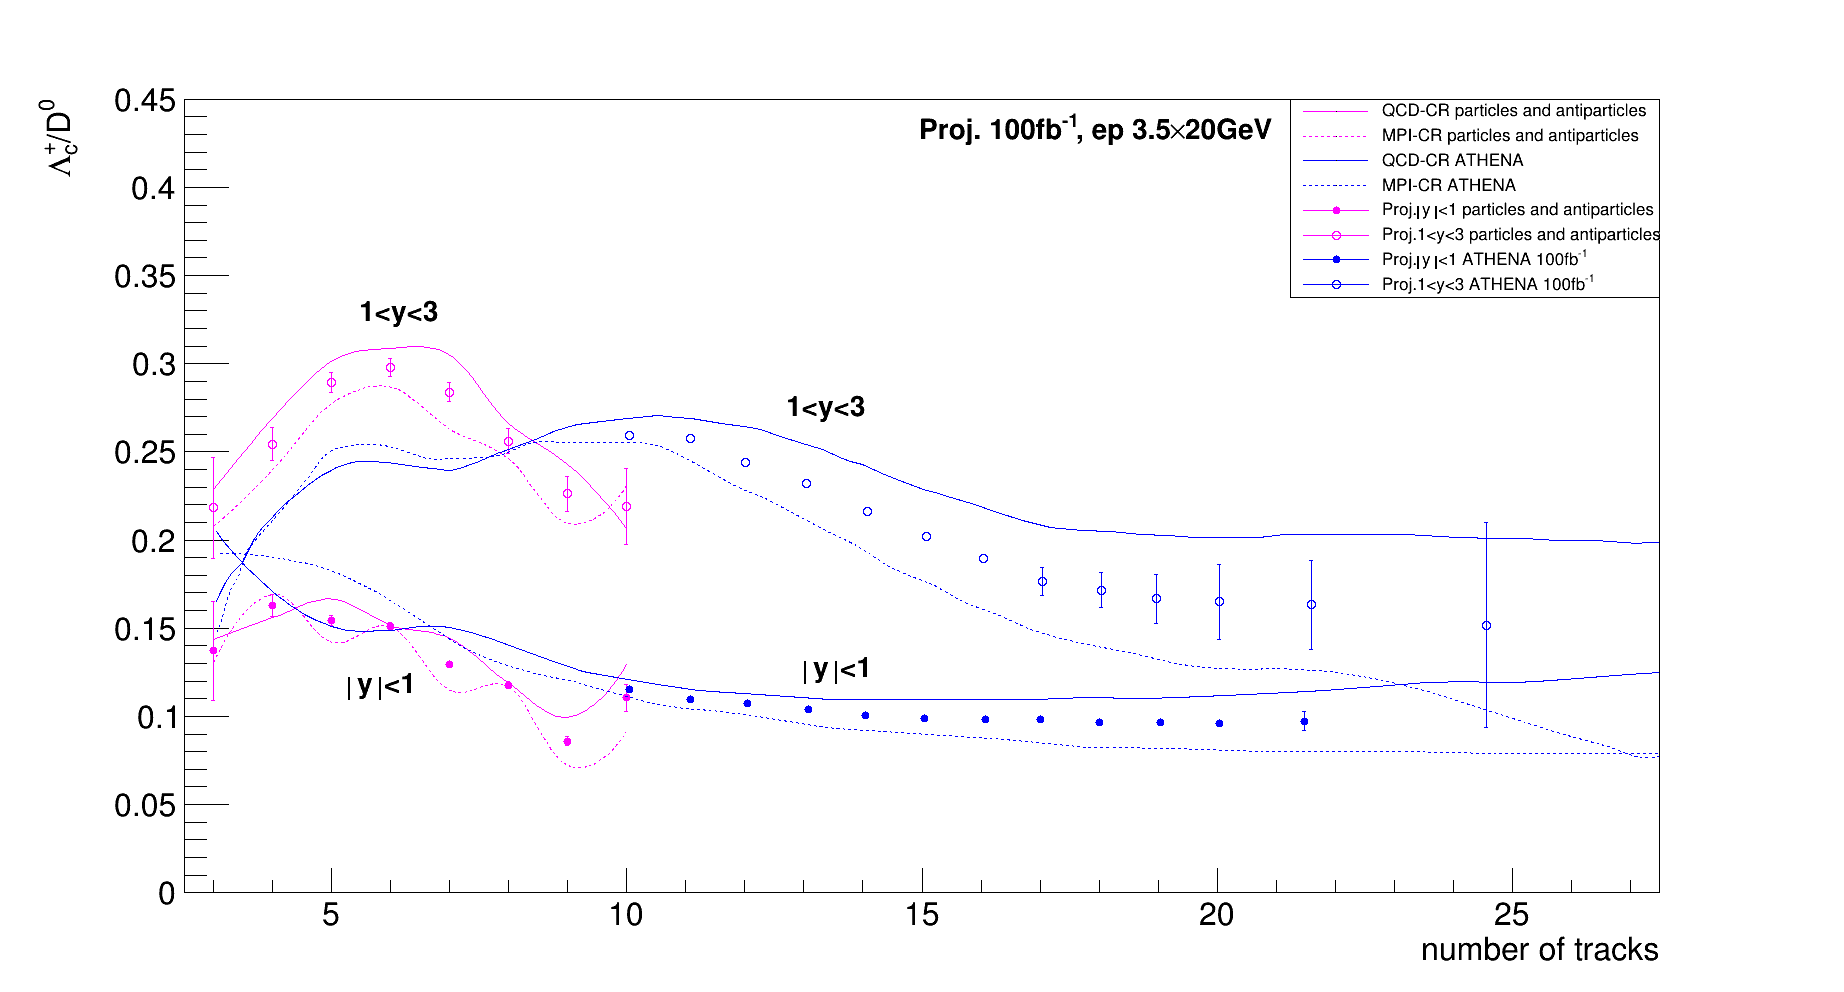 Λc+/D0
0.45
0.4
0.35
0.3
0.25
0.2
0.15
0.1
0.05
0
Proj. 100fb-1, ep 3.5×20GeV
QCD-CR particles and antiparticles
MPI-CR particles and antiparticles
QCD-CR ATHENA
MPI-CR ATHENA
Proj.|y|<1 particles and antiparticles
Proj.1<y<3 particles and antiparticles
Proj.|y|<1 ATHENA 100fb-1
Proj.1<y<3 ATHENA 100fb-1
1<y<3
1<y<3
|y|<1
|y|<1
5 10 15 20 25
number of tracks